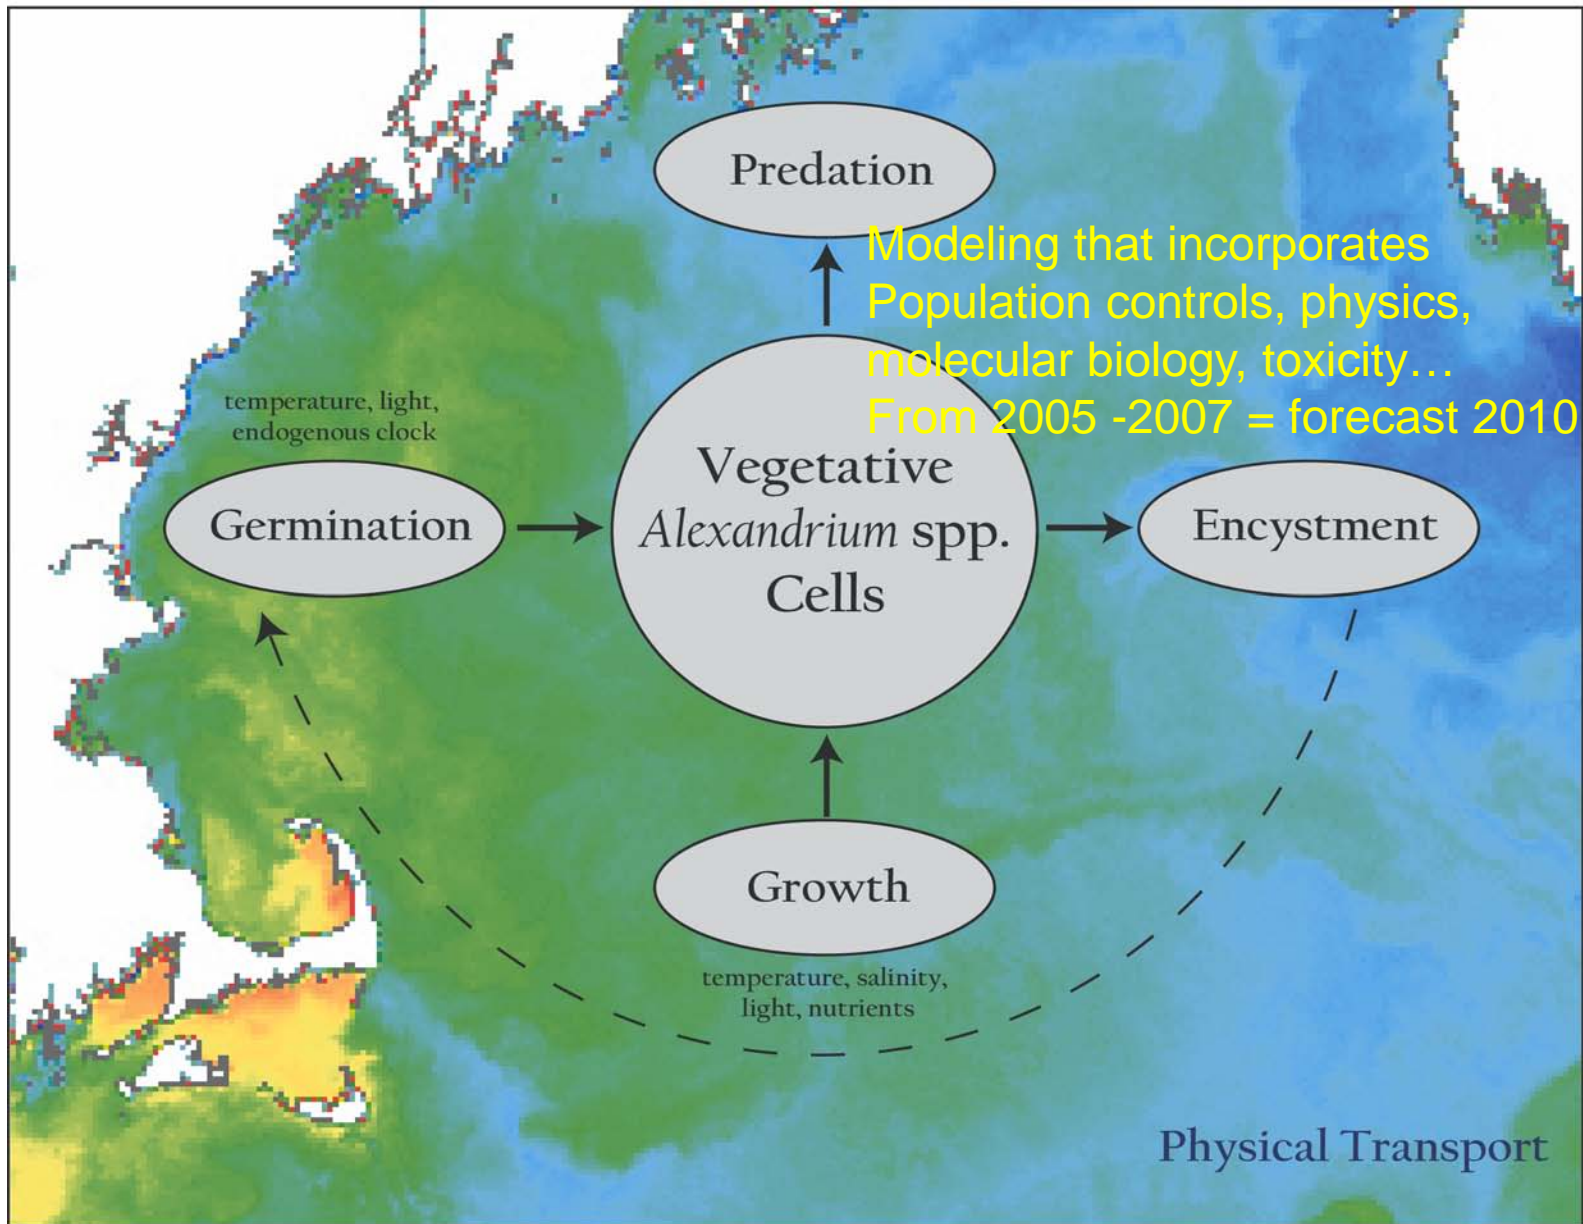 Predation
Modeling that incorporates
Population controls, physics,
molecular biology, toxicity…
From 2005 -2007 = forecast 2010
temperature, light,
endogenous clock
Germination
Vegetative
Alexandrium spp.
Cells
Encystment
Growth
temperature, salinity,
light, nutrients
Physical Transport